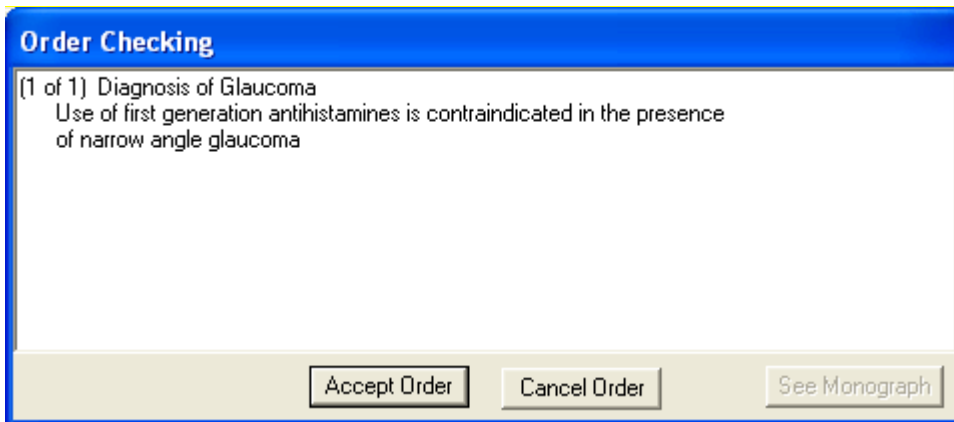 Order Checking
(1 of 1) Diagnosis of Glaucoma
Use of first generation antihistamines is contraindicated in the presence
of narrow angle glaucoma
Accept Order Cancel Order See Monograph